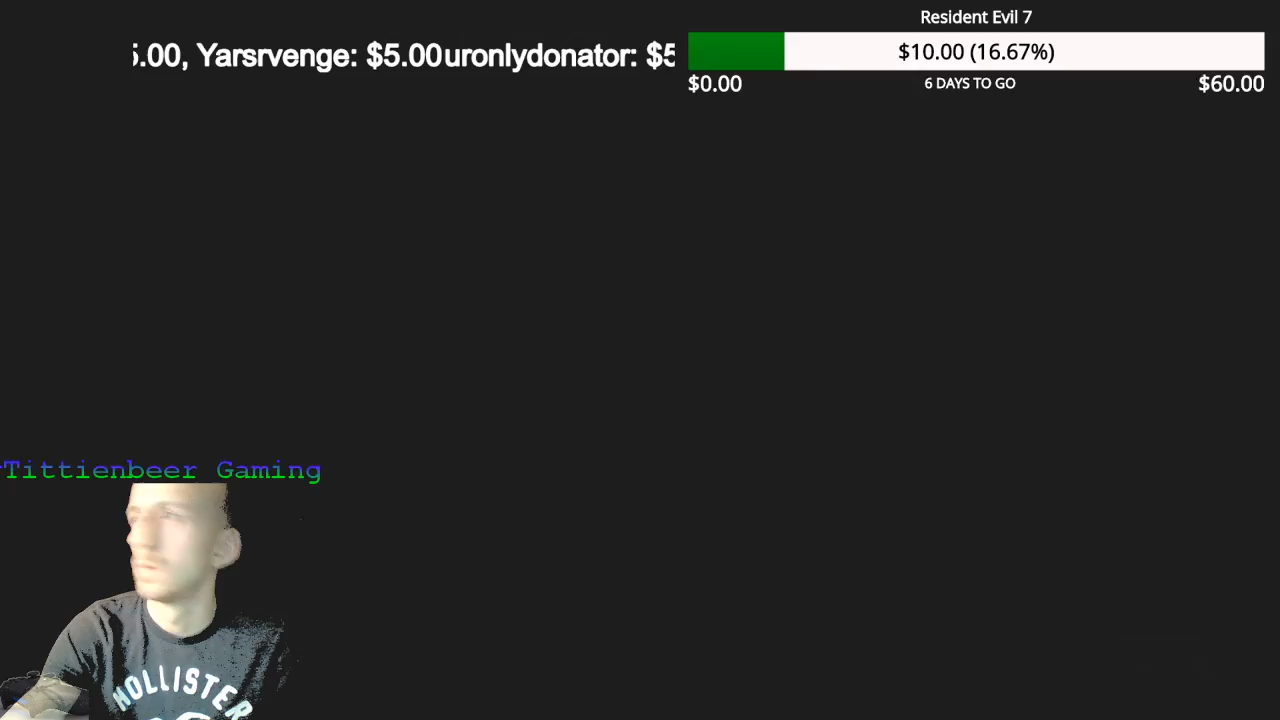 Resident Evil 7
5.00, Yarsrvenge: $5.00uronlydonator: $5
$10.00 (16.67%)
$0.00
6 DAYS TO GO
$60.00
Tittienbeer Gaming
HOLLISTER